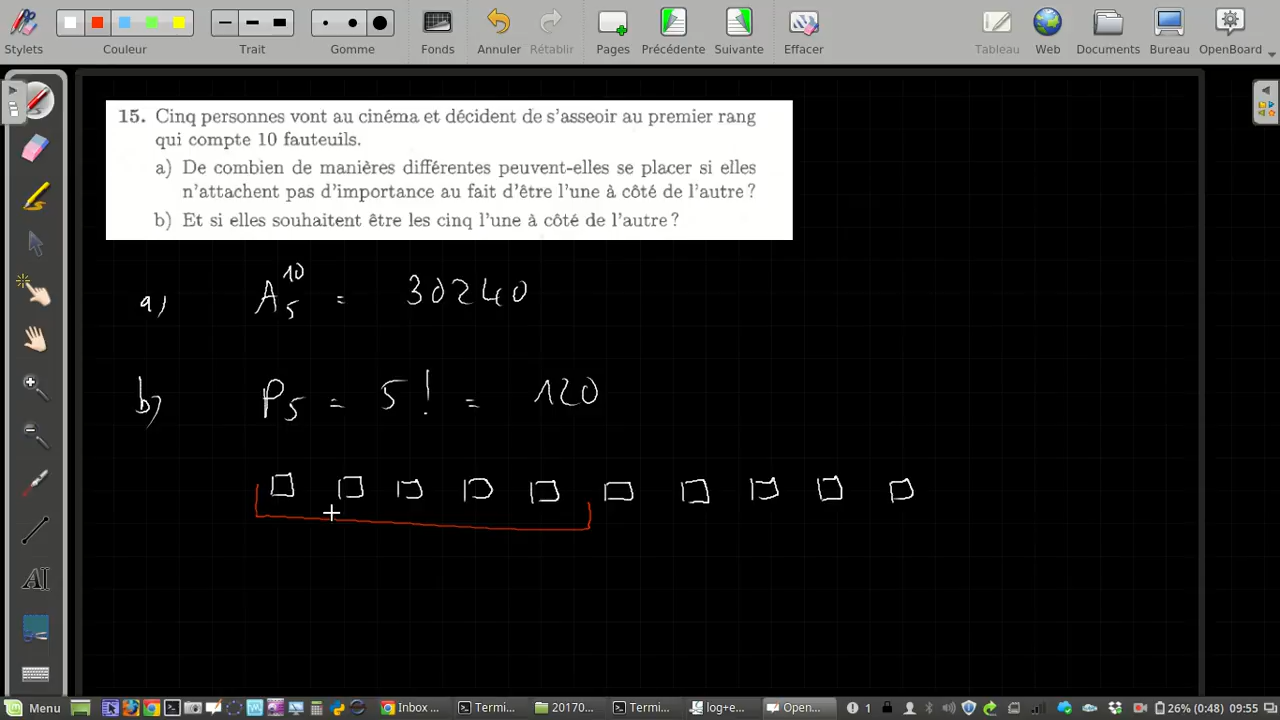 Stylets Couleur Trait Gomme Fonds Annuler Rétablir Pages Précédente Suivante Effacer Tableau Web Documents Bureau OpenBoard
15. Cinq personnes vont au cinéma et décident de s'asseoir au premier rang
qui compte 10 fauteuils.
a) De combien de manières différentes peuvent-elles se placer si elles
n'attachent pas d'importance au fait d'être l'une à côté de l'autre ?
b) Et si elles souhaitent être les cinq l'une à côté de l'autre ?
a) A 10 5 = 30240
b) P5 = 5 ! = 120
Menu Inbox ... Termi... 20170... Termi... log+e... Open... 1 26% (0:48) 09:55